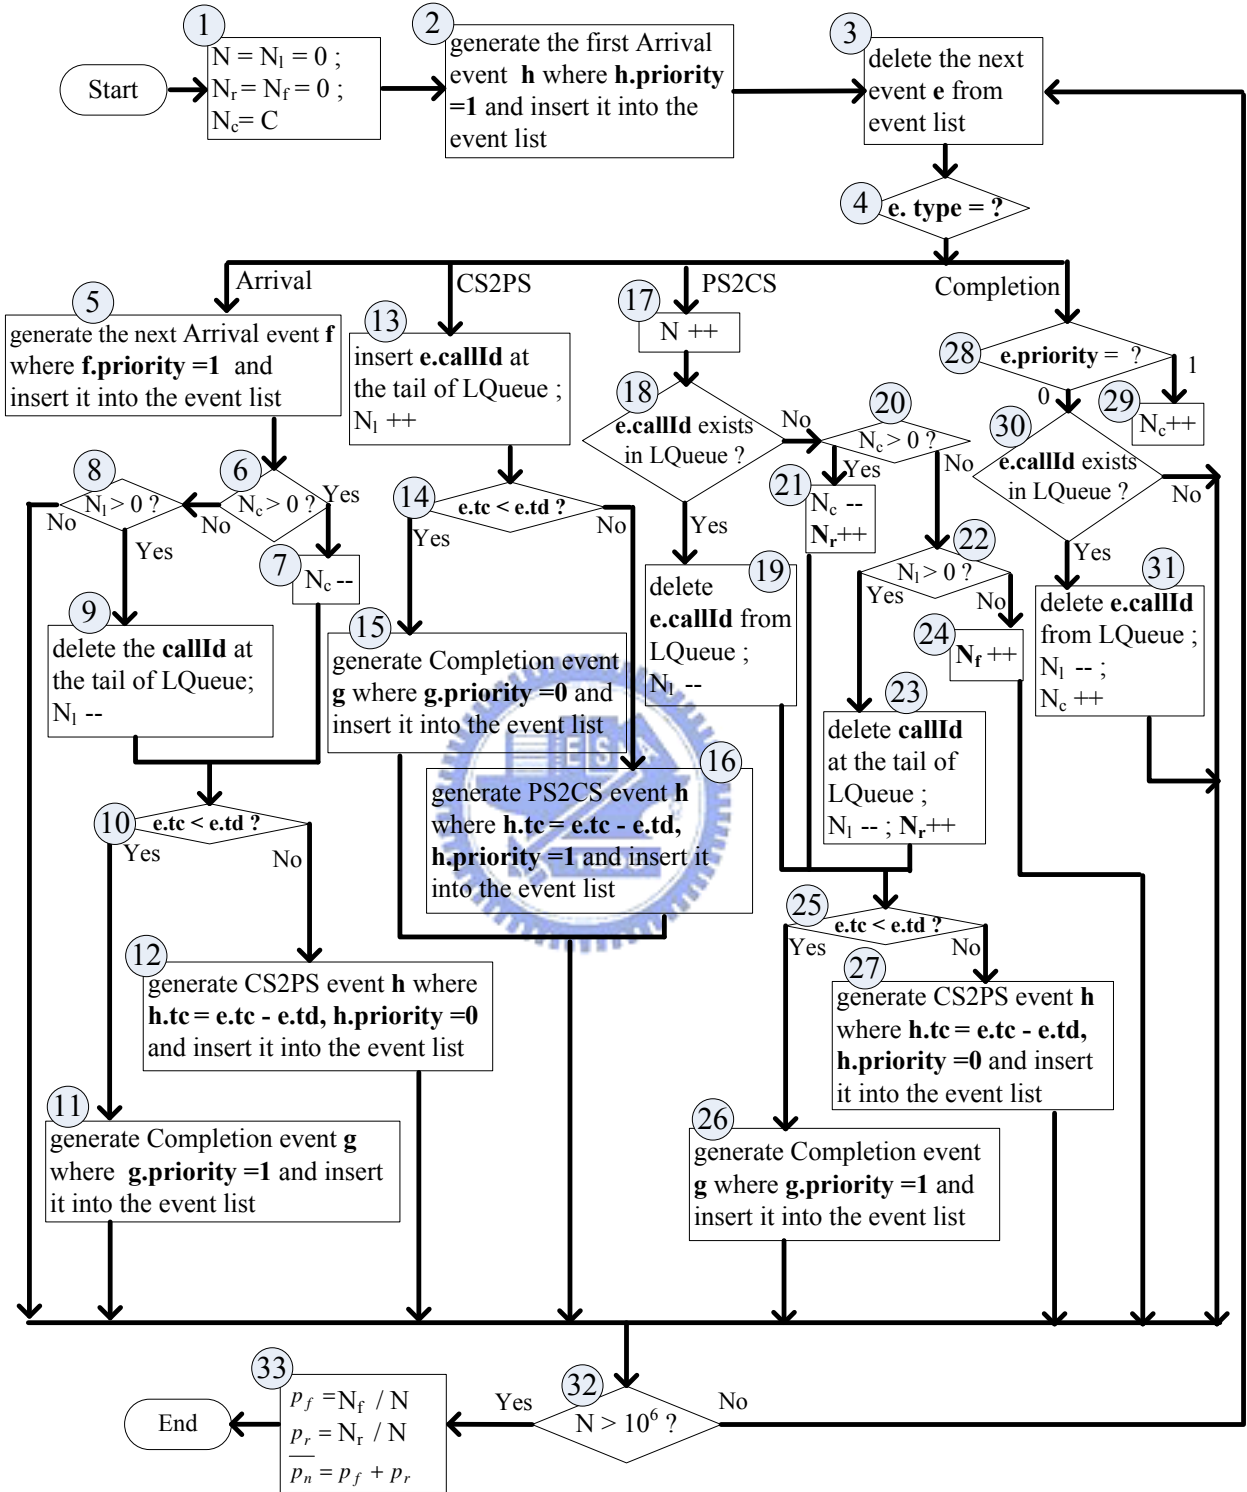 1
N = N_l = 0 ;
N_r = N_f = 0 ;
N_c = C
Start
2
generate the first Arrival
event h where h.priority
=1 and insert it into the
event list
3
delete the next
event e from
event list
4
e. type = ?
Arrival
CS2PS
PS2CS
Completion
5
generate the next Arrival event f
where f.priority =1 and
insert it into the event list
6
N_c > 0 ?
Yes
No
7
N_c --
8
N_l > 0 ?
No
Yes
9
delete the callId at
the tail of LQueue;
N_l --
10
e.tc < e.td ?
Yes
No
11
generate Completion event g
where g.priority =1 and insert
it into the event list
12
generate CS2PS event h where
h.tc = e.tc - e.td, h.priority =0
and insert it into the event list
13
insert e.callId at
the tail of LQueue ;
N_l ++
14
e.tc < e.td ?
Yes
No
15
generate Completion event
g where g.priority =0 and
insert it into the event list
16
generate PS2CS event h
where h.tc = e.tc - e.td,
h.priority =1 and insert it
into the event list
17
N ++
18
e.callId exists
in LQueue ?
No
Yes
19
delete
e.callId from
LQueue ;
N_l --
20
N_c > 0 ?
Yes
No
21
N_c --
N_r ++
22
N_l > 0 ?
Yes
No
23
delete callId
at the tail of
LQueue ;
N_l -- ; N_r ++
24
N_f ++
25
e.tc < e.td ?
Yes
No
26
generate Completion event
g where g.priority =1 and
insert it into the event list
27
generate CS2PS event h
where h.tc = e.tc - e.td,
h.priority =0 and insert
it into the event list
28
e.priority = ?
1
0
29
N_c ++
30
e.callId exists
in LQueue ?
No
Yes
31
delete e.callId
from LQueue ;
N_l -- ;
N_c ++
32
N > 10^6 ?
Yes
No
33
p_f = N_f / N
p_r = N_r / N
\overline{p_n} = p_f + p_r
End